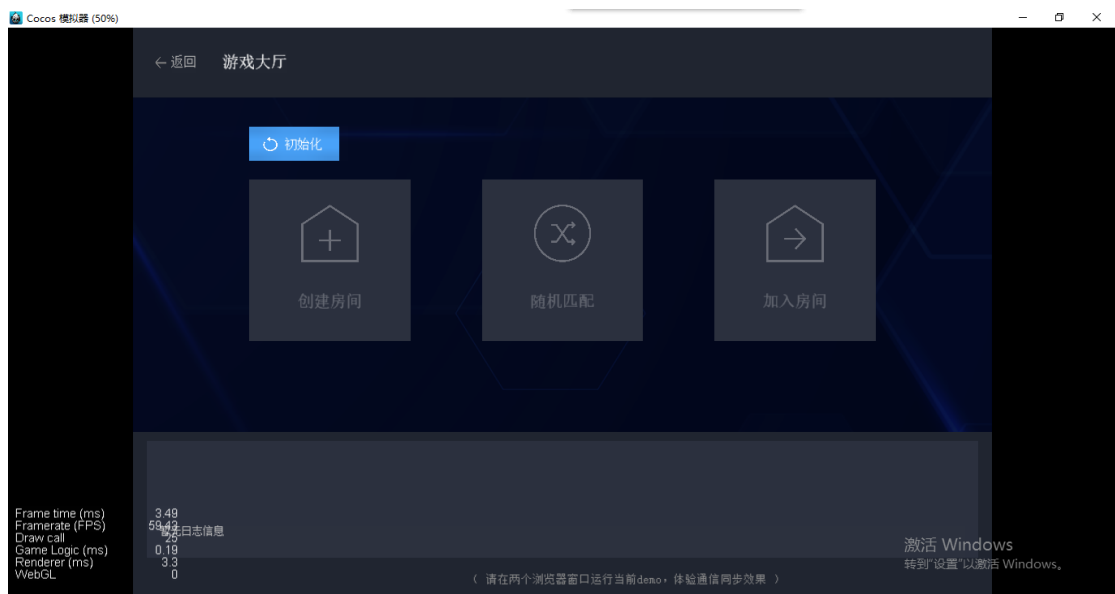 Cocos 模拟器 (50%)
返回 游戏大厅
初始化
创建房间 随机匹配 加入房间
Frame time (ms) 3.49
Framerate (FPS) 59.43
暂无日志信息
Draw call 25
Game Logic (ms) 0.19
Renderer (ms) 3.3
WebGL 0
激活 Windows
转到"设置"以激活 Windows。
( 请在两个浏览器窗口运行当前demo，体验通信同步效果 )